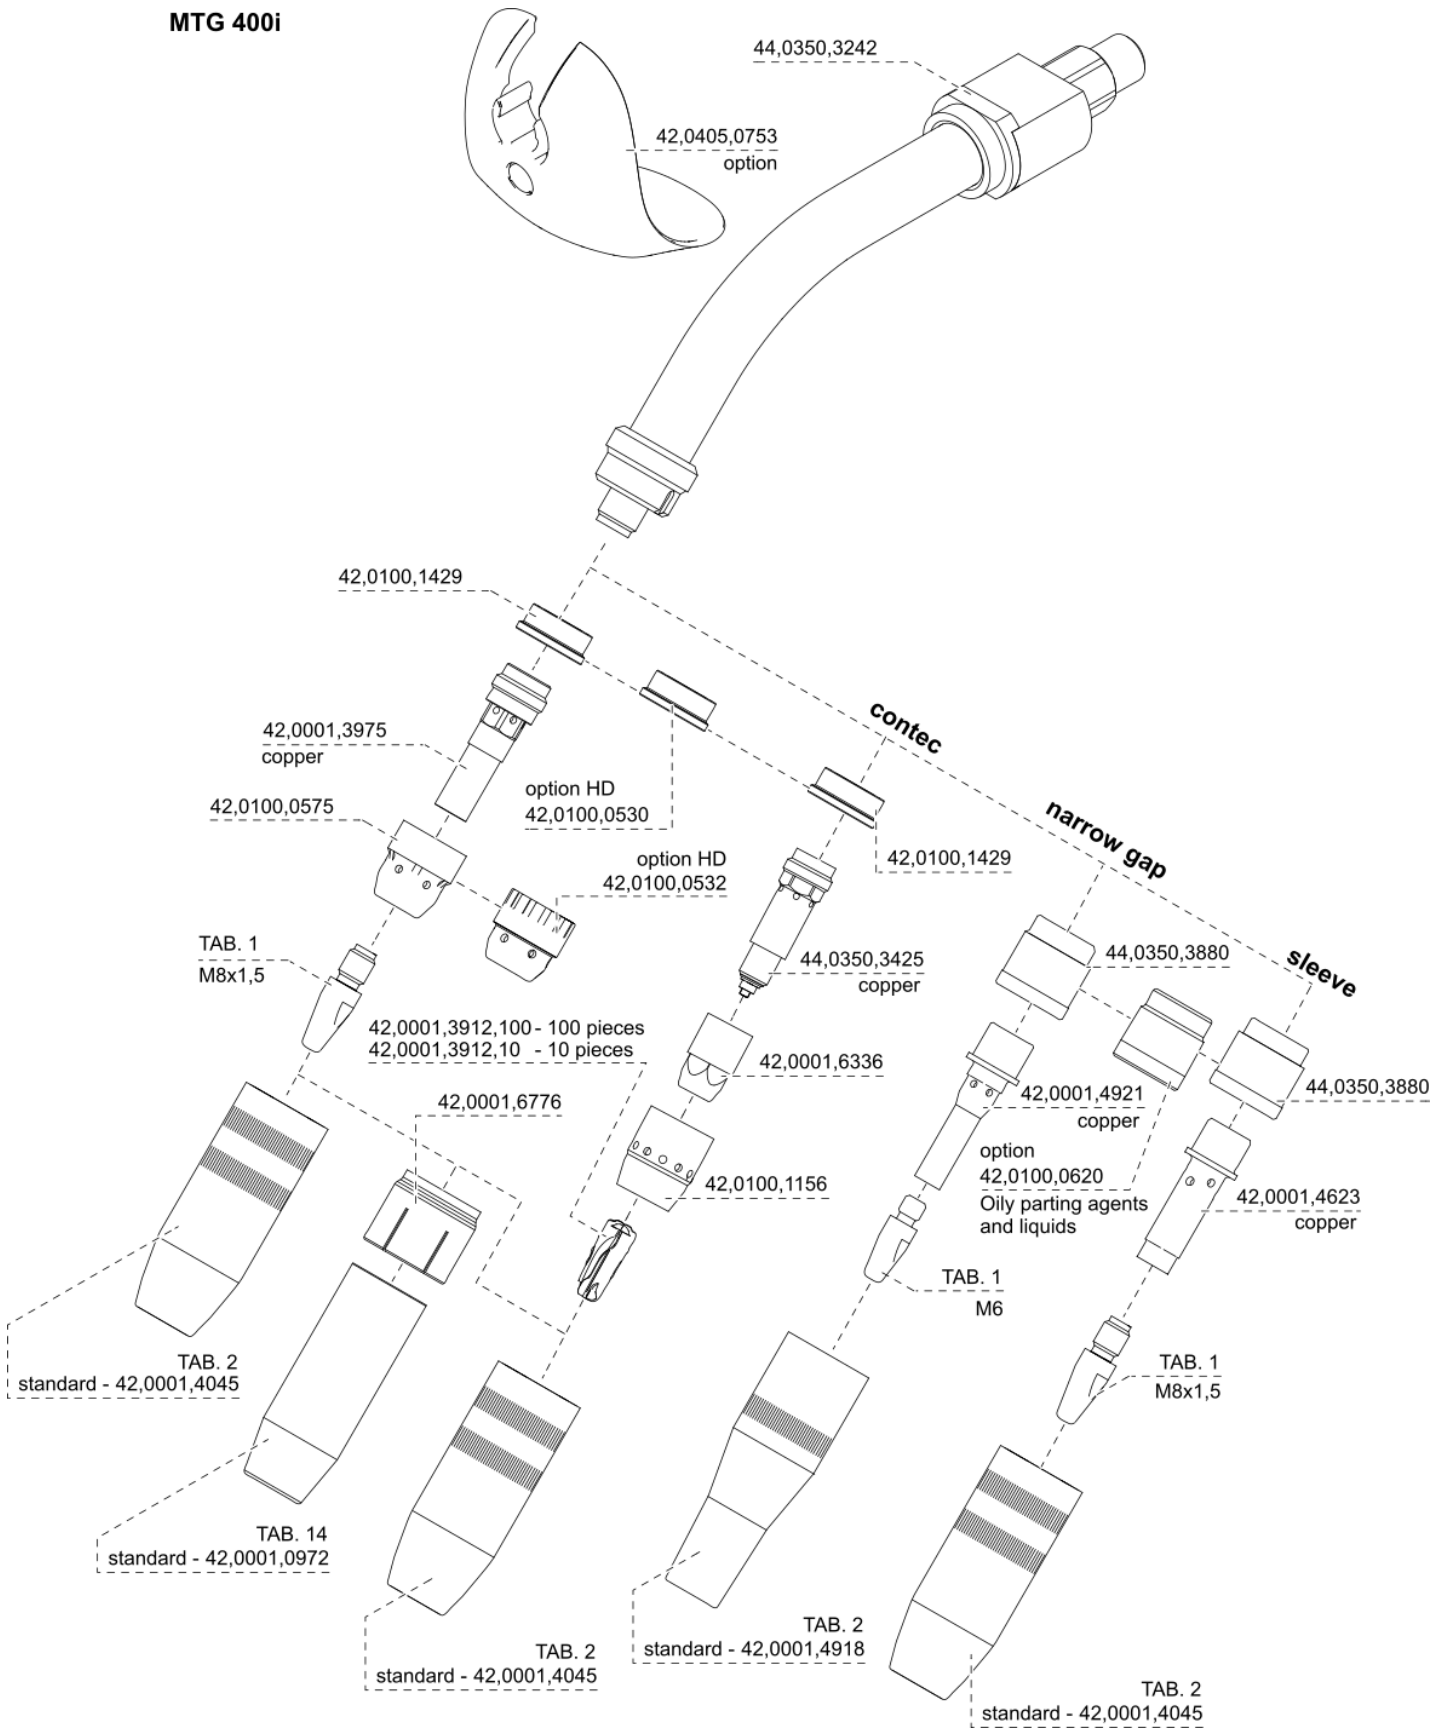 MTG 400i
44,0350,3242
42,0405,0753
option
42,0100,1429
contec
42,0001,3975
copper
option HD
42,0100,0530
42,0100,0575
narrow gap
42,0100,1429
option HD
42,0100,0532
TAB. 1
M8x1,5
44,0350,3425
copper
44,0350,3880
sleeve
42,0001,3912,100 - 100 pieces
42,0001,3912,10 - 10 pieces
42,0001,6336
42,0001,6776
42,0001,4921
copper
44,0350,3880
option
42,0100,0620
Oily parting agents
and liquids
42,0100,1156
42,0001,4623
copper
TAB. 1
M6
TAB. 2
standard - 42,0001,4045
TAB. 1
M8x1,5
TAB. 14
standard - 42,0001,0972
TAB. 2
standard - 42,0001,4045
TAB. 2
standard - 42,0001,4918
TAB. 2
standard - 42,0001,4045